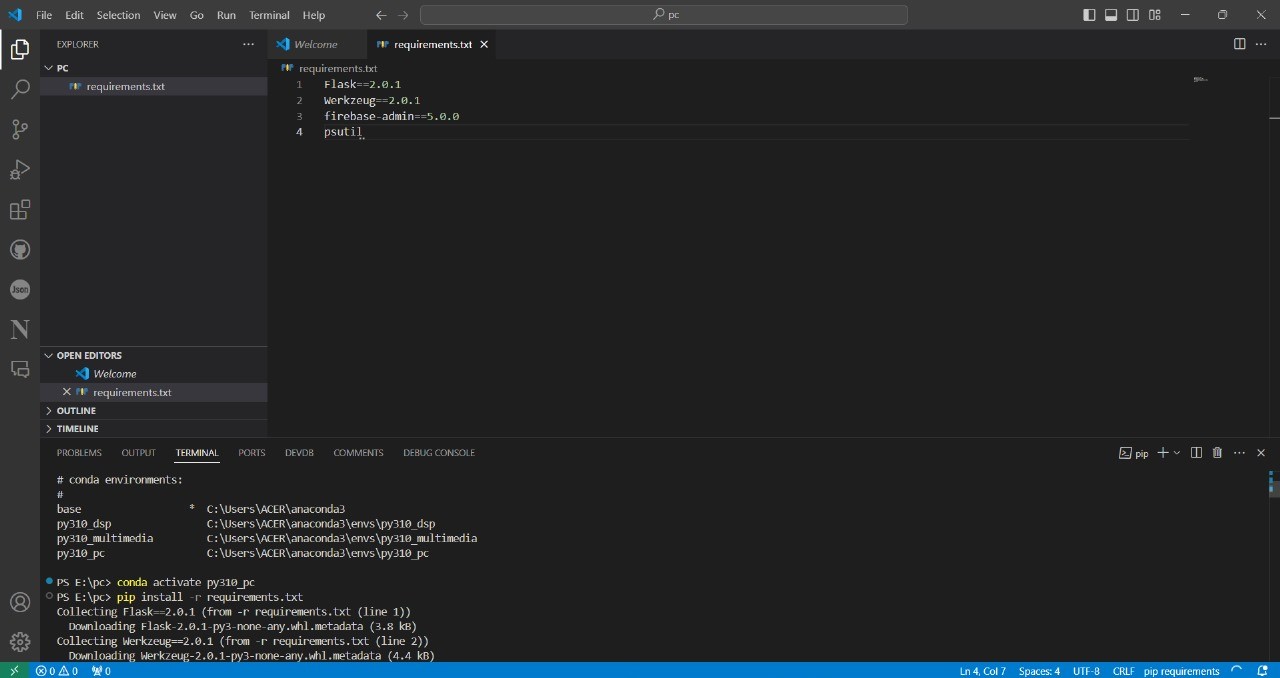 File Edit Selection View Go Run Terminal Help
pc
EXPLORER
Welcome
requirements.txt
PC
requirements.txt
requirements.txt
1 Flask==2.0.1
2 Werkzeug==2.0.1
3 firebase-admin==5.0.0
4 psutil
Json
N
OPEN EDITORS
Welcome
requirements.txt
OUTLINE
TIMELINE
PROBLEMS OUTPUT TERMINAL PORTS DEVDB COMMENTS DEBUG CONSOLE
pip
# conda environments:
#
base * C:\Users\ACER\anaconda3
py310_dsp C:\Users\ACER\anaconda3\envs\py310_dsp
py310_multimedia C:\Users\ACER\anaconda3\envs\py310_multimedia
py310_pc C:\Users\ACER\anaconda3\envs\py310_pc
PS E:\pc> conda activate py310_pc
PS E:\pc> pip install -r requirements.txt
Collecting Flask==2.0.1 (from -r requirements.txt (line 1))
Downloading Flask-2.0.1-py3-none-any.whl.metadata (3.8 kB)
Collecting Werkzeug==2.0.1 (from -r requirements.txt (line 2))
Downloading Werkzeug-2.0.1-py3-none-any.whl.metadata (4.4 kB)
0 0 0
Ln 4, Col 7 Spaces: 4 UTF-8 CRLF pip requirements